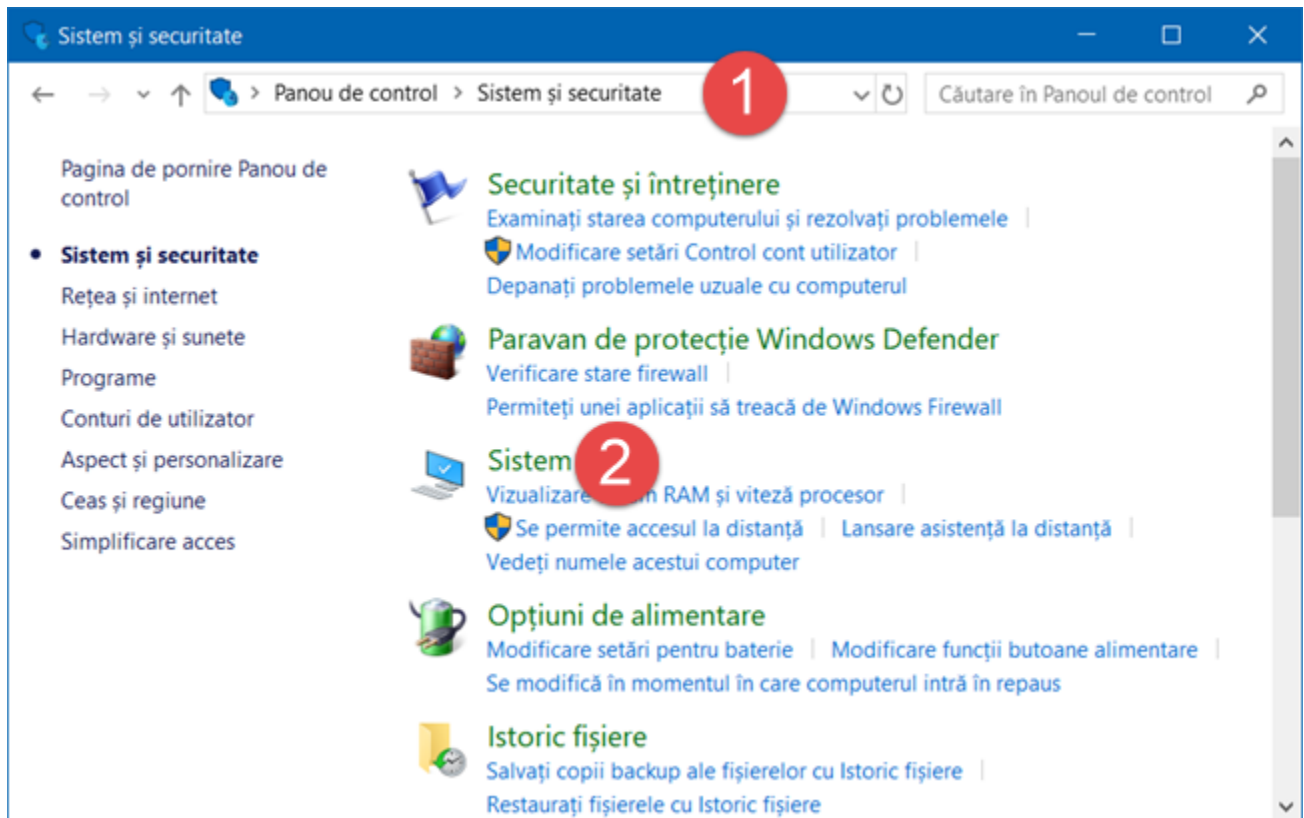 Sistem și securitate
Panou de control > Sistem și securitate
1
Căutare în Panoul de control
Pagina de pornire Panou de
control
Sistem și securitate
Rețea și internet
Hardware și sunete
Programe
Conturi de utilizator
Aspect și personalizare
Ceas și regiune
Simplificare acces
Securitate și întreținere
Examinați starea computerului și rezolvați problemele
Modificare setări Control cont utilizator
Depanați problemele uzuale cu computerul
Paravan de protecție Windows Defender
Verificare stare firewall
Permiteți unei aplicații să treacă de Windows Firewall
Sistem
2
Vizualizare RAM și viteză procesor
Se permite accesul la distanță Lansare asistență la distanță
Vedeți numele acestui computer
Opțiuni de alimentare
Modificare setări pentru baterie Modificare funcții butoane alimentare
Se modifică în momentul în care computerul intră în repaus
Istoric fișiere
Salvați copii backup ale fișierelor cu Istoric fișiere
Restaurați fișierele cu Istoric fișiere